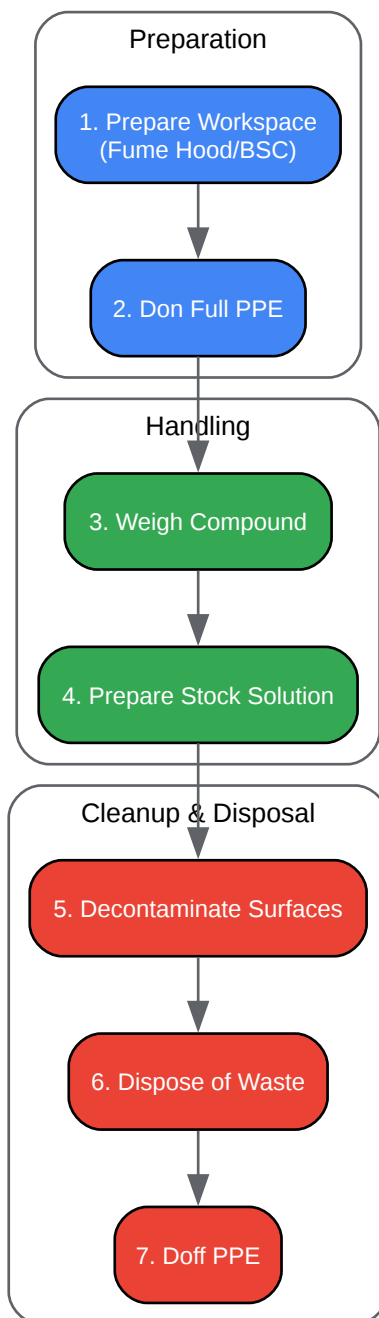 Preparation
1. Prepare Workspace
(Fume Hood/BSC)
2. Don Full PPE
Handling
3. Weigh Compound
4. Prepare Stock Solution
Cleanup & Disposal
5. Decontaminate Surfaces
6. Dispose of Waste
7. Doff PPE